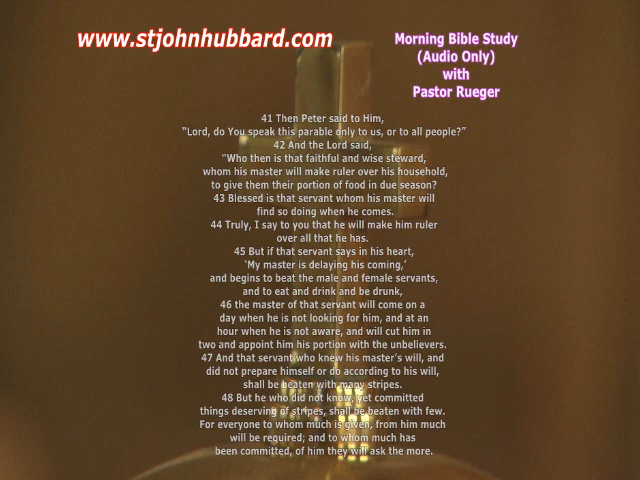 www.stjohnhubbard.com
Morning Bible Study
(Audio Only)
with
Pastor Rueger
41 Then Peter said to Him,
“Lord, do You speak this parable only to us, or to all people?”
42 And the Lord said,
“Who then is that faithful and wise steward,
whom his master will make ruler over his household,
to give them their portion of food in due season?
43 Blessed is that servant whom his master will
find so doing when he comes.
44 Truly, I say to you that he will make him ruler
over all that he has.
45 But if that servant says in his heart,
‘My master is delaying his coming,’
and begins to beat the male and female servants,
and to eat and drink and be drunk,
46 the master of that servant will come on a
day when he is not looking for him, and at an
hour when he is not aware, and will cut him in
two and appoint him his portion with the unbelievers.
47 And that servant who knew his master’s will, and
did not prepare himself or do according to his will,
shall be beaten with many stripes.
48 But he who did not know, yet committed
things deserving of stripes, shall be beaten with few.
For everyone to whom much is given, from him much
will be required; and to whom much has
been committed, of him they will ask the more.